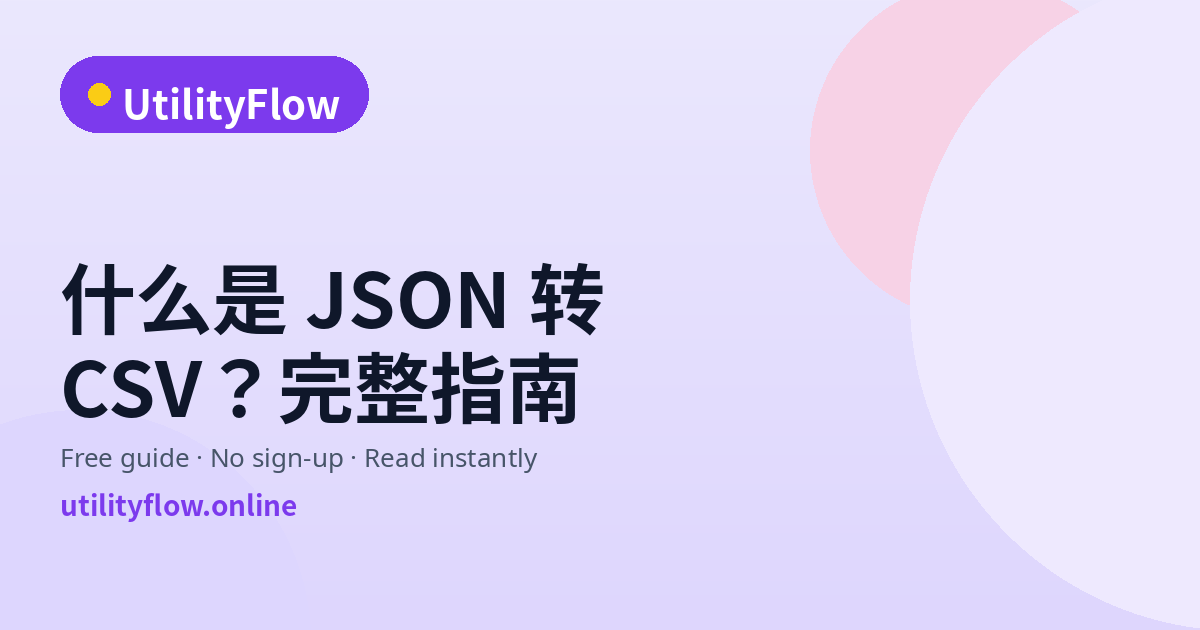 UtilityFlow
什么是 JSON 转
CSV？完整指南
Free guide · No sign-up · Read instantly
utilityflow.online